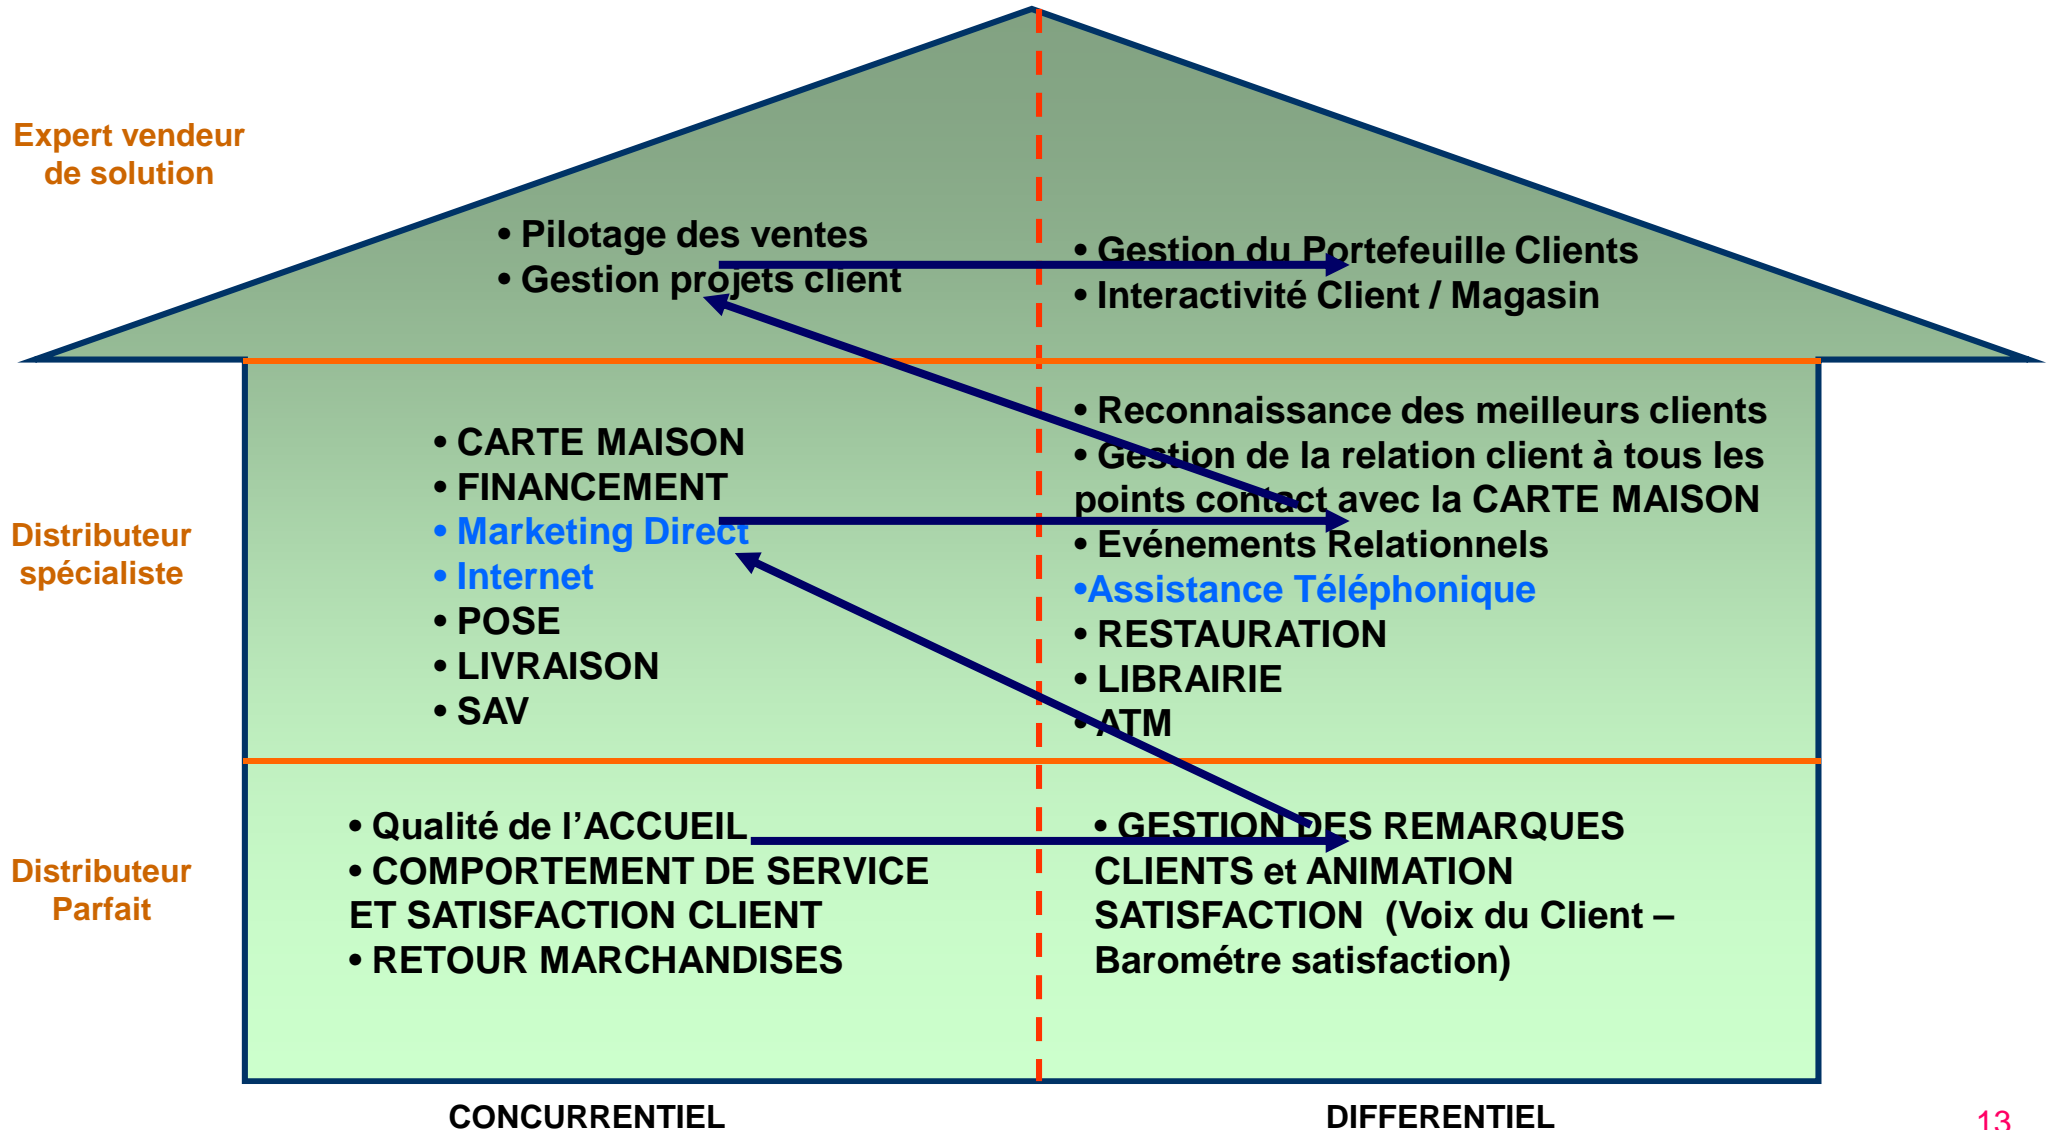 Expert vendeur
de solution
• Pilotage des ventes
• Gestion projets client
• Gestion du Portefeuille Clients
• Interactivité Client / Magasin
Distributeur
spécialiste
• CARTE MAISON
• FINANCEMENT
• Marketing Direct
• Internet
• POSE
• LIVRAISON
• SAV
• Reconnaissance des meilleurs clients
• Gestion de la relation client à tous les
points contact avec la CARTE MAISON
• Evénements Relationnels
•Assistance Téléphonique
• RESTAURATION
• LIBRAIRIE
• ATM
Distributeur
Parfait
• Qualité de l’ACCUEIL
• COMPORTEMENT DE SERVICE
ET SATISFACTION CLIENT
• RETOUR MARCHANDISES
• GESTION DES REMARQUES
CLIENTS et ANIMATION
SATISFACTION (Voix du Client –
Barométre satisfaction)
CONCURRENTIEL
DIFFERENTIEL
13